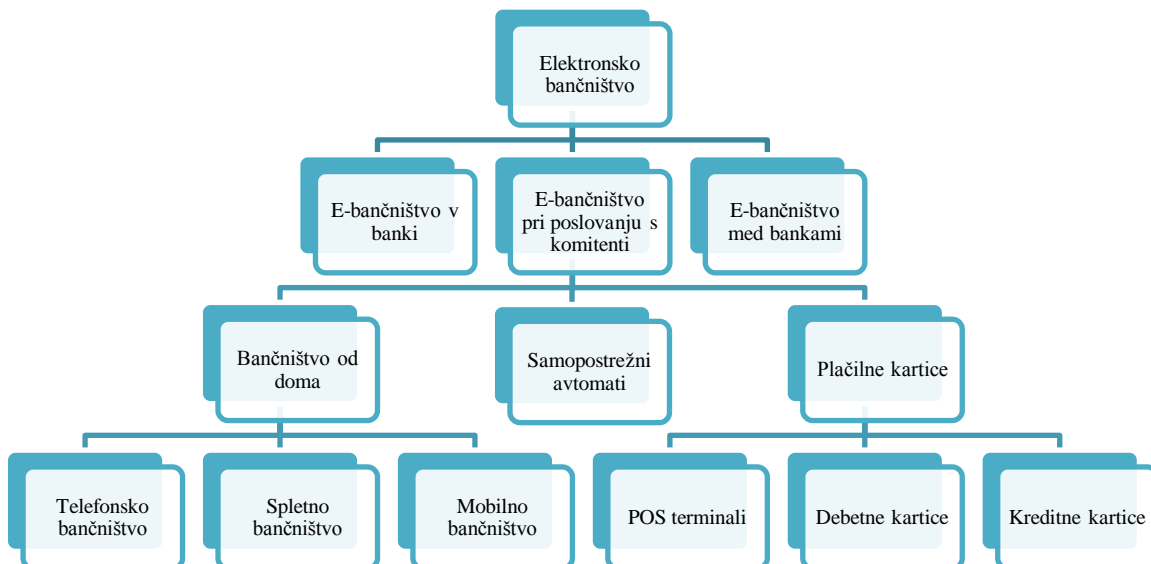 Elektronsko
bančništvo
E-bančništvo v
banki
E-bančništvo
pri poslovanju s
komitenti
E-bančništvo
med bankami
Bančništvo od
doma
Samopostrežni
avtomati
Plačilne kartice
Telefonsko
bančništvo
Spletno
bančništvo
Mobilno
bančništvo
POS terminali
Debetne kartice
Kreditne kartice